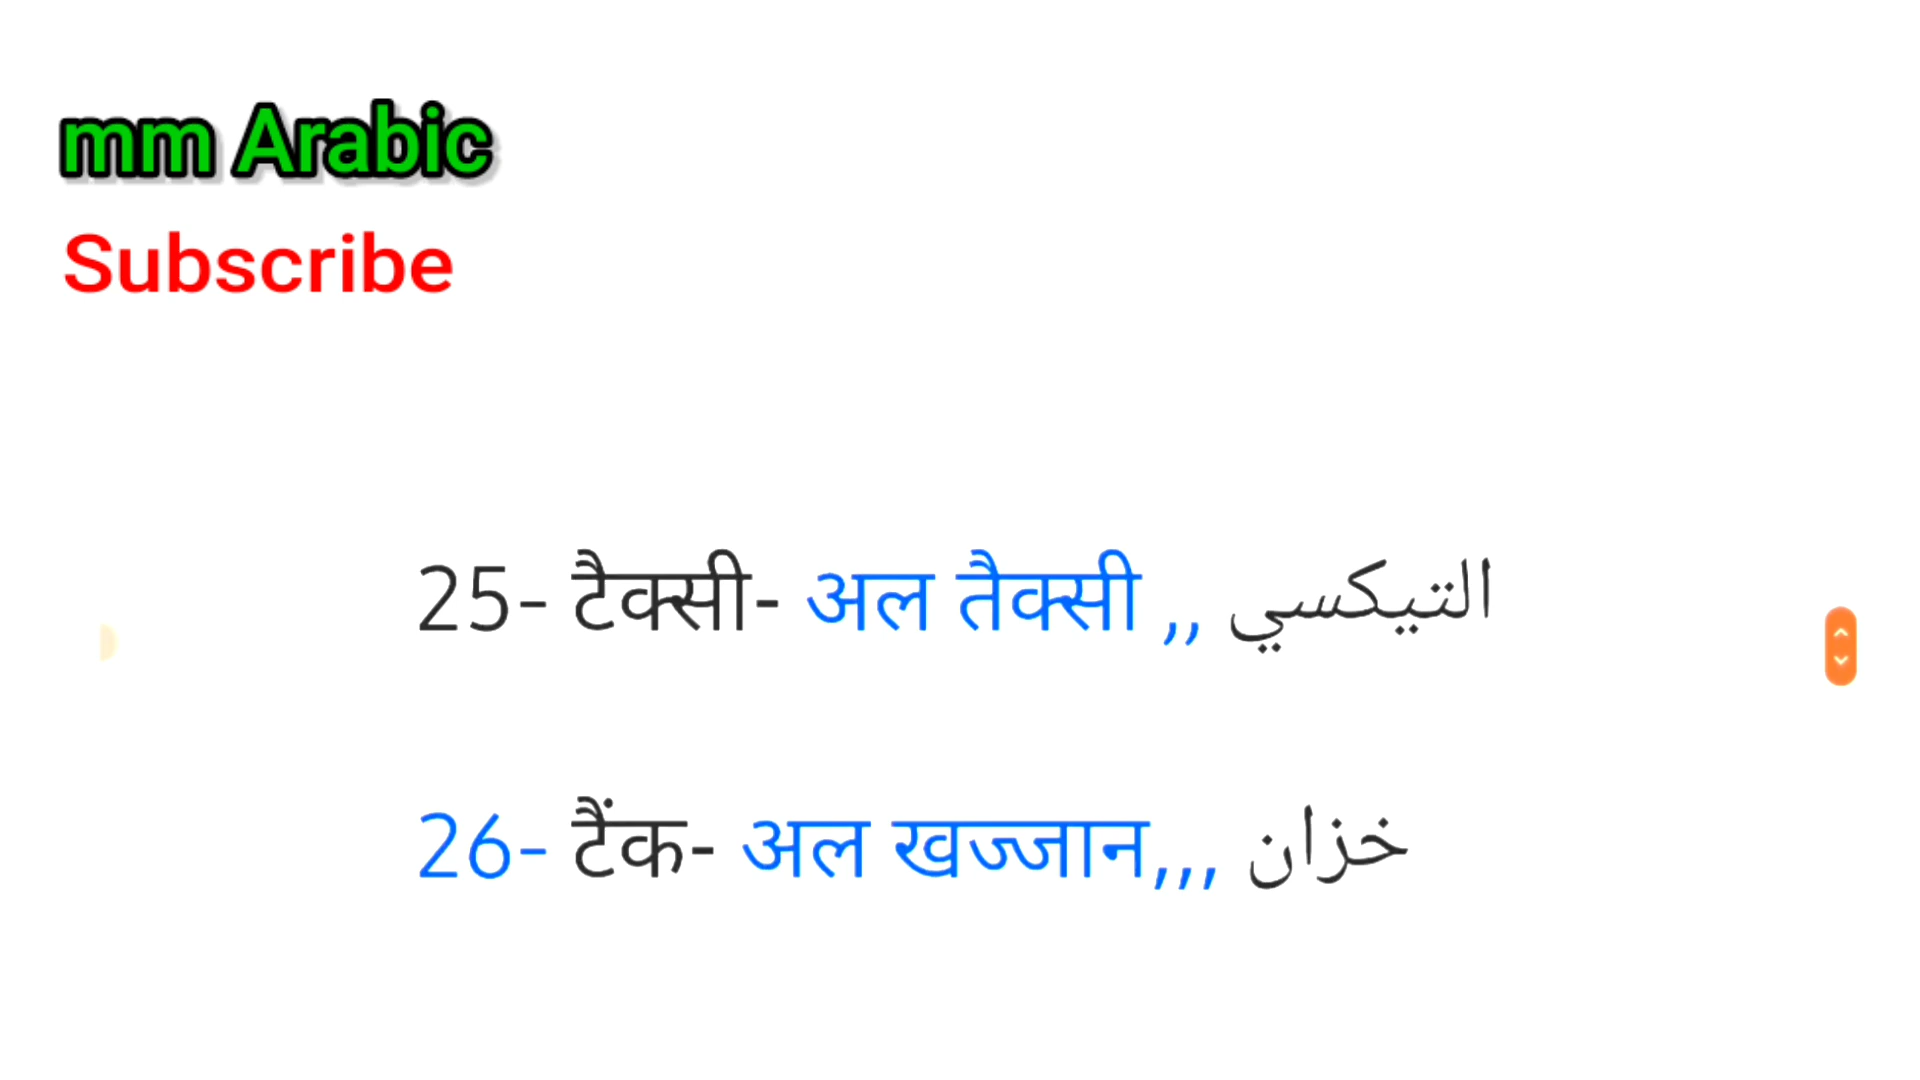 mm Arabic
Subscribe
25- टैक्सी- अल तैक्सी ,, التيكسي
26- टैंक- अल खज्जान,,, خزان